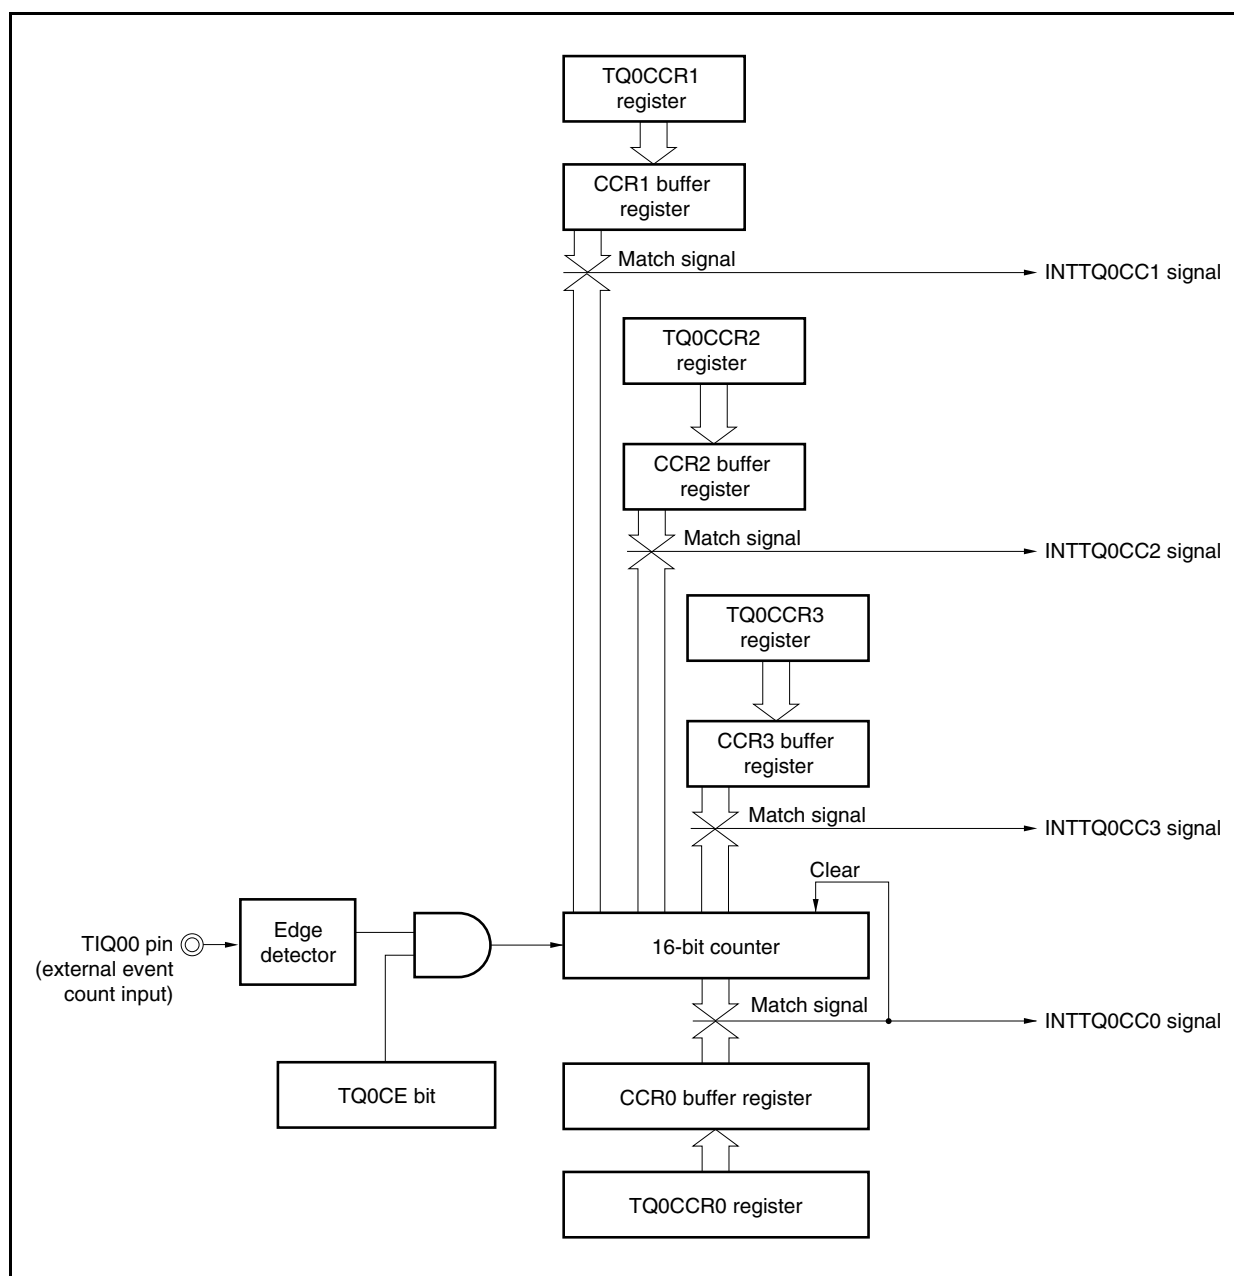 TQ0CCR1
register
CCR1 buffer
register
Match signal
INTTQ0CC1 signal
TQ0CCR2
register
CCR2 buffer
register
Match signal
INTTQ0CC2 signal
TQ0CCR3
register
CCR3 buffer
register
Match signal
INTTQ0CC3 signal
Clear
TIQ00 pin
(external event
count input)
Edge
detector
16-bit counter
Match signal
INTTQ0CC0 signal
TQ0CE bit
CCR0 buffer register
TQ0CCR0 register